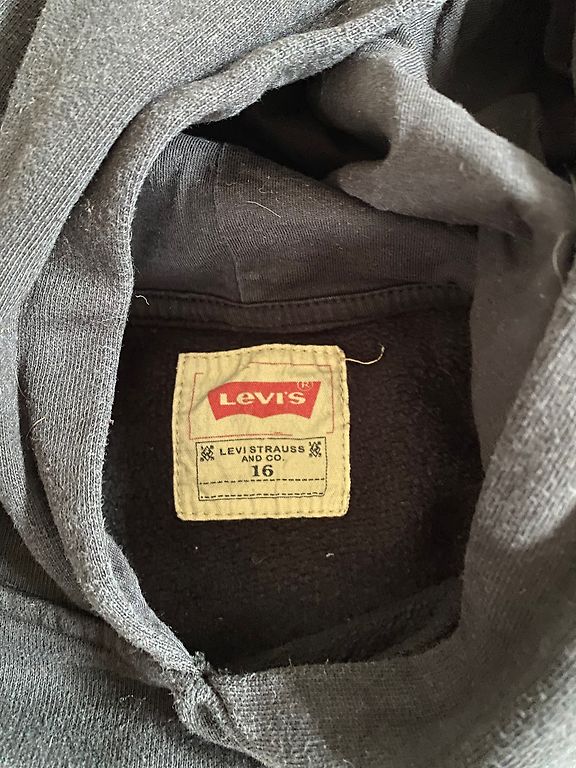 LEVI'S®
LEVI STRAUSS
AND CO.
16